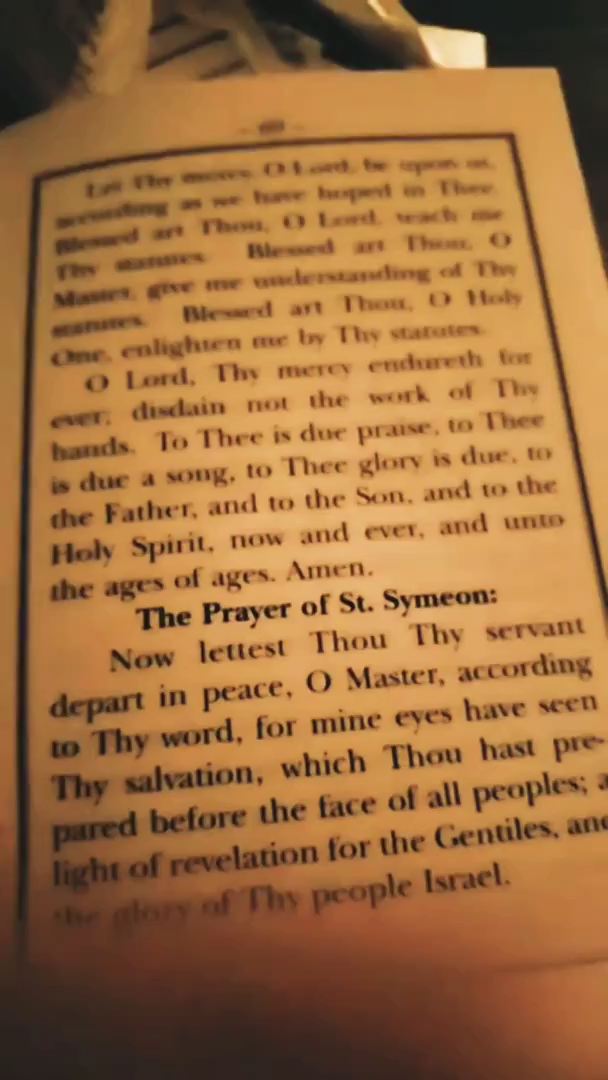 Let Thy mercy, O Lord, be upon us,
according as we have hoped in Thee.
Blessed art Thou, O Lord, teach me
Thy statutes. Blessed art Thou, O
Master, give me understanding of Thy
statutes. Blessed art Thou, O Holy
One, enlighten me by Thy statutes.
O Lord, Thy mercy endureth for
ever; disdain not the work of Thy
hands. To Thee is due praise, to Thee
is due a song, to Thee glory is due, to
the Father, and to the Son, and to the
Holy Spirit, now and ever, and unto
the ages of ages. Amen.
The Prayer of St. Symeon:
Now lettest Thou Thy servant
depart in peace, O Master, according
to Thy word, for mine eyes have seen
Thy salvation, which Thou hast pre-
pared before the face of all peoples; a
light of revelation for the Gentiles, and
the glory of Thy people Israel.